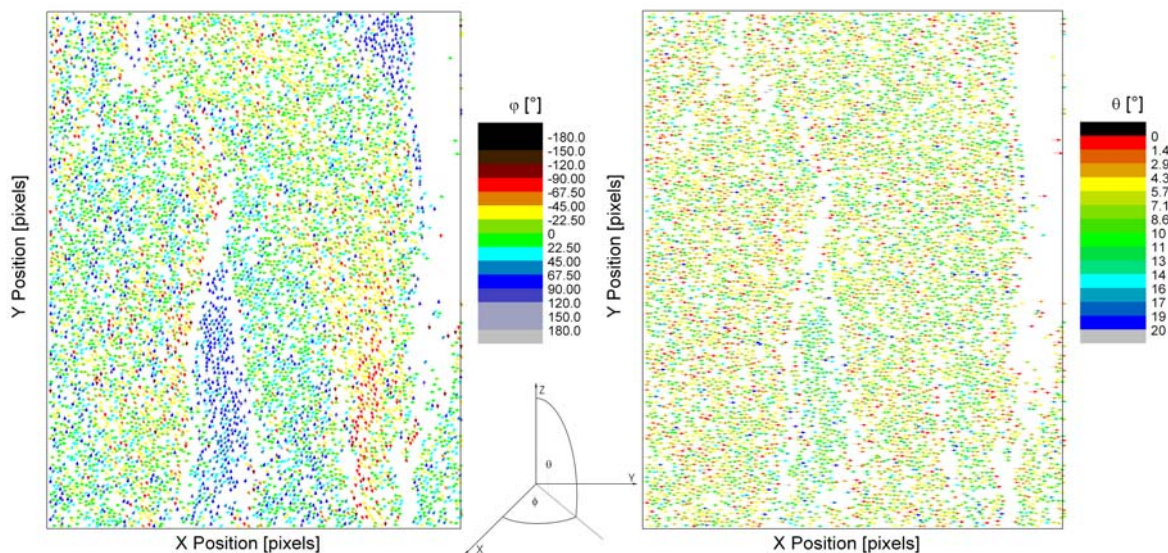 φ [°]
-180.0
-150.0
-120.0
-90.00
-67.50
-45.00
-22.50
0
22.50
45.00
67.50
90.00
120.0
150.0
180.0
Y Position [pixels]
X Position [pixels]
Z
θ
Y
ϕ
X
θ [°]
0
1.4
2.9
4.3
5.7
7.1
8.6
10
11
13
14
16
17
19
20
Y Position [pixels]
X Position [pixels]